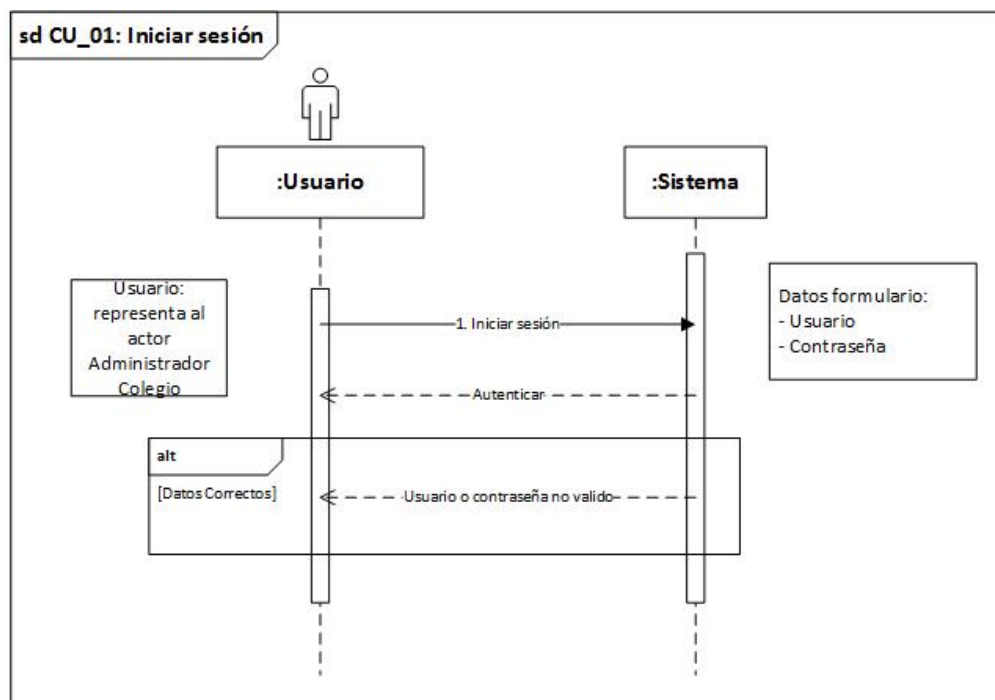 sd CU_01: Iniciar sesión
:Usuario
:Sistema
Usuario:
representa al
actor
Administrador
Colegio
Datos formulario:
- Usuario
- Contraseña
1. Iniciar sesión
Autenticar
alt
[Datos Correctos]
Usuario o contraseña no valido